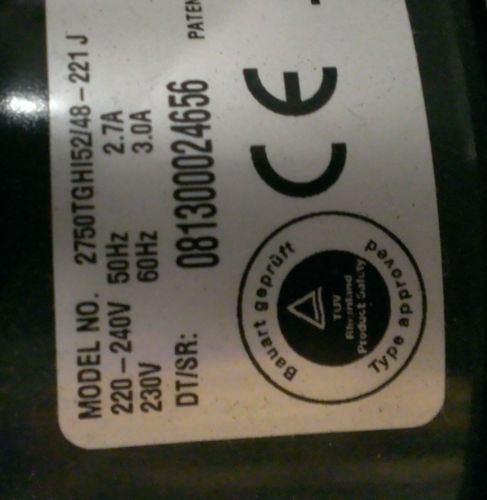 MODEL NO. 2750TGHI52/48-221 J
220-240V 50Hz 2.7A
230V 60Hz 3.0A
DT/SR: 081300024656
PATEN
CE
Bauart geprüft
TÜV
Rheinland
Product Safety
Type approved